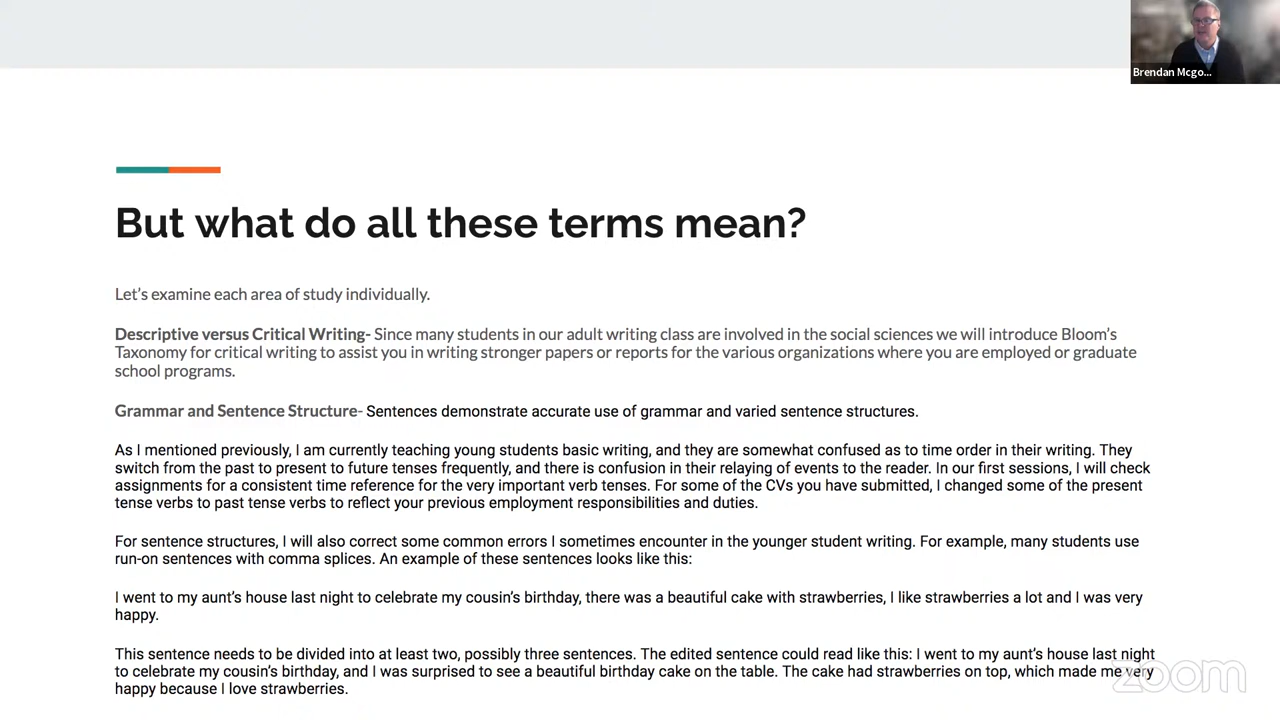 Brendan Mcgo...
But what do all these terms mean?
Let's examine each area of study individually.
Descriptive versus Critical Writing- Since many students in our adult writing class are involved in the social sciences we will introduce Bloom's
Taxonomy for critical writing to assist you in writing stronger papers or reports for the various organizations where you are employed or graduate
school programs.
Grammar and Sentence Structure- Sentences demonstrate accurate use of grammar and varied sentence structures.
As I mentioned previously, I am currently teaching young students basic writing, and they are somewhat confused as to time order in their writing. They
switch from the past to present to future tenses frequently, and there is confusion in their relaying of events to the reader. In our first sessions, I will check
assignments for a consistent time reference for the very important verb tenses. For some of the CVs you have submitted, I changed some of the present
tense verbs to past tense verbs to reflect your previous employment responsibilities and duties.
For sentence structures, I will also correct some common errors I sometimes encounter in the younger student writing. For example, many students use
run-on sentences with comma splices. An example of these sentences looks like this:
I went to my aunt's house last night to celebrate my cousin's birthday, there was a beautiful cake with strawberries, I like strawberries a lot and I was very
happy.
This sentence needs to be divided into at least two, possibly three sentences. The edited sentence could read like this: I went to my aunt's house last night
to celebrate my cousin's birthday, and I was surprised to see a beautiful birthday cake on the table. The cake had strawberries on top, which made me very
happy because I love strawberries.
zoom